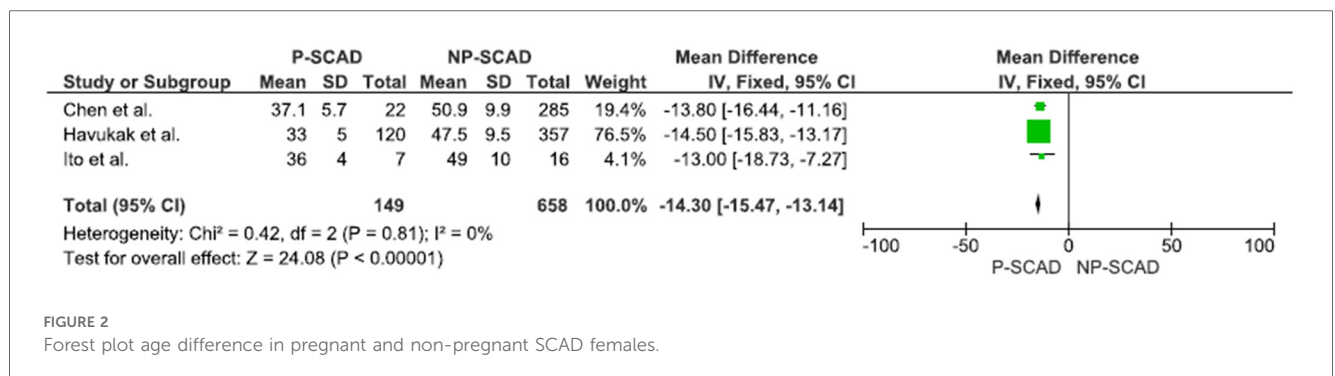 P-SCAD NP-SCAD Mean Difference Mean Difference
Study or Subgroup Mean SD Total Mean SD Total Weight IV, Fixed, 95% CI IV, Fixed, 95% CI
Chen et al. 37.1 5.7 22 50.9 9.9 285 19.4% -13.80 [-16.44, -11.16]
Havukak et al. 33 5 120 47.5 9.5 357 76.5% -14.50 [-15.83, -13.17]
Ito et al. 36 4 7 49 10 16 4.1% -13.00 [-18.73, -7.27]
Total (95% CI) 149 658 100.0% -14.30 [-15.47, -13.14]
Heterogeneity: Chi² = 0.42, df = 2 (P = 0.81); I² = 0%
Test for overall effect: Z = 24.08 (P < 0.00001)
-100 -50 0 50 100
P-SCAD NP-SCAD
FIGURE 2
Forest plot age difference in pregnant and non-pregnant SCAD females.